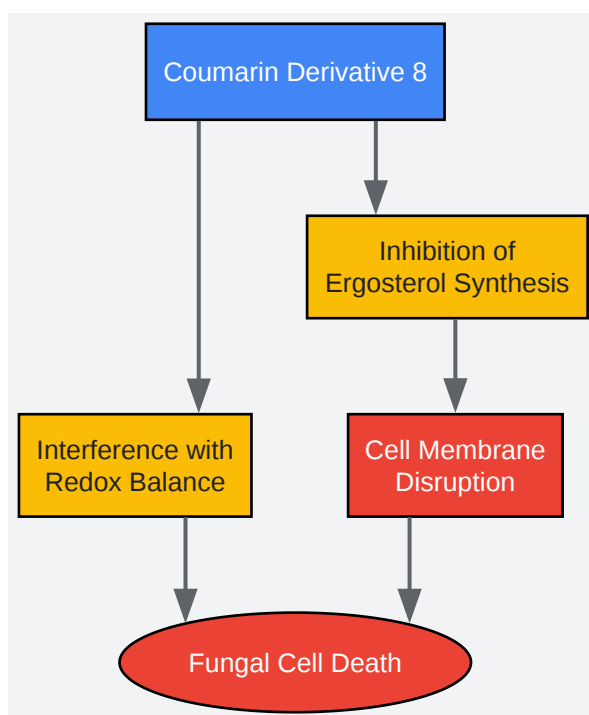 Coumarin Derivative 8
Inhibition of
Ergosterol Synthesis
Interference with
Redox Balance
Cell Membrane
Disruption
Fungal Cell Death